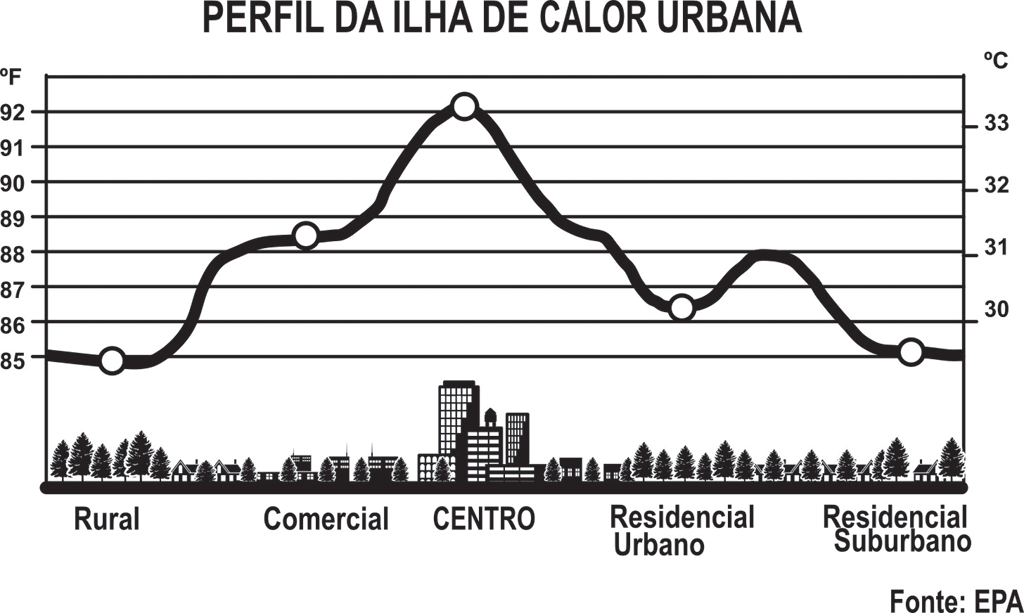 PERFIL DA ILHA DE CALOR URBANA
ºF
ºC
92
91
90
89
88
87
86
85
33
32
31
30
Rural
Comercial
CENTRO
Residencial
Urbano
Residencial
Suburbano
Fonte: EPA